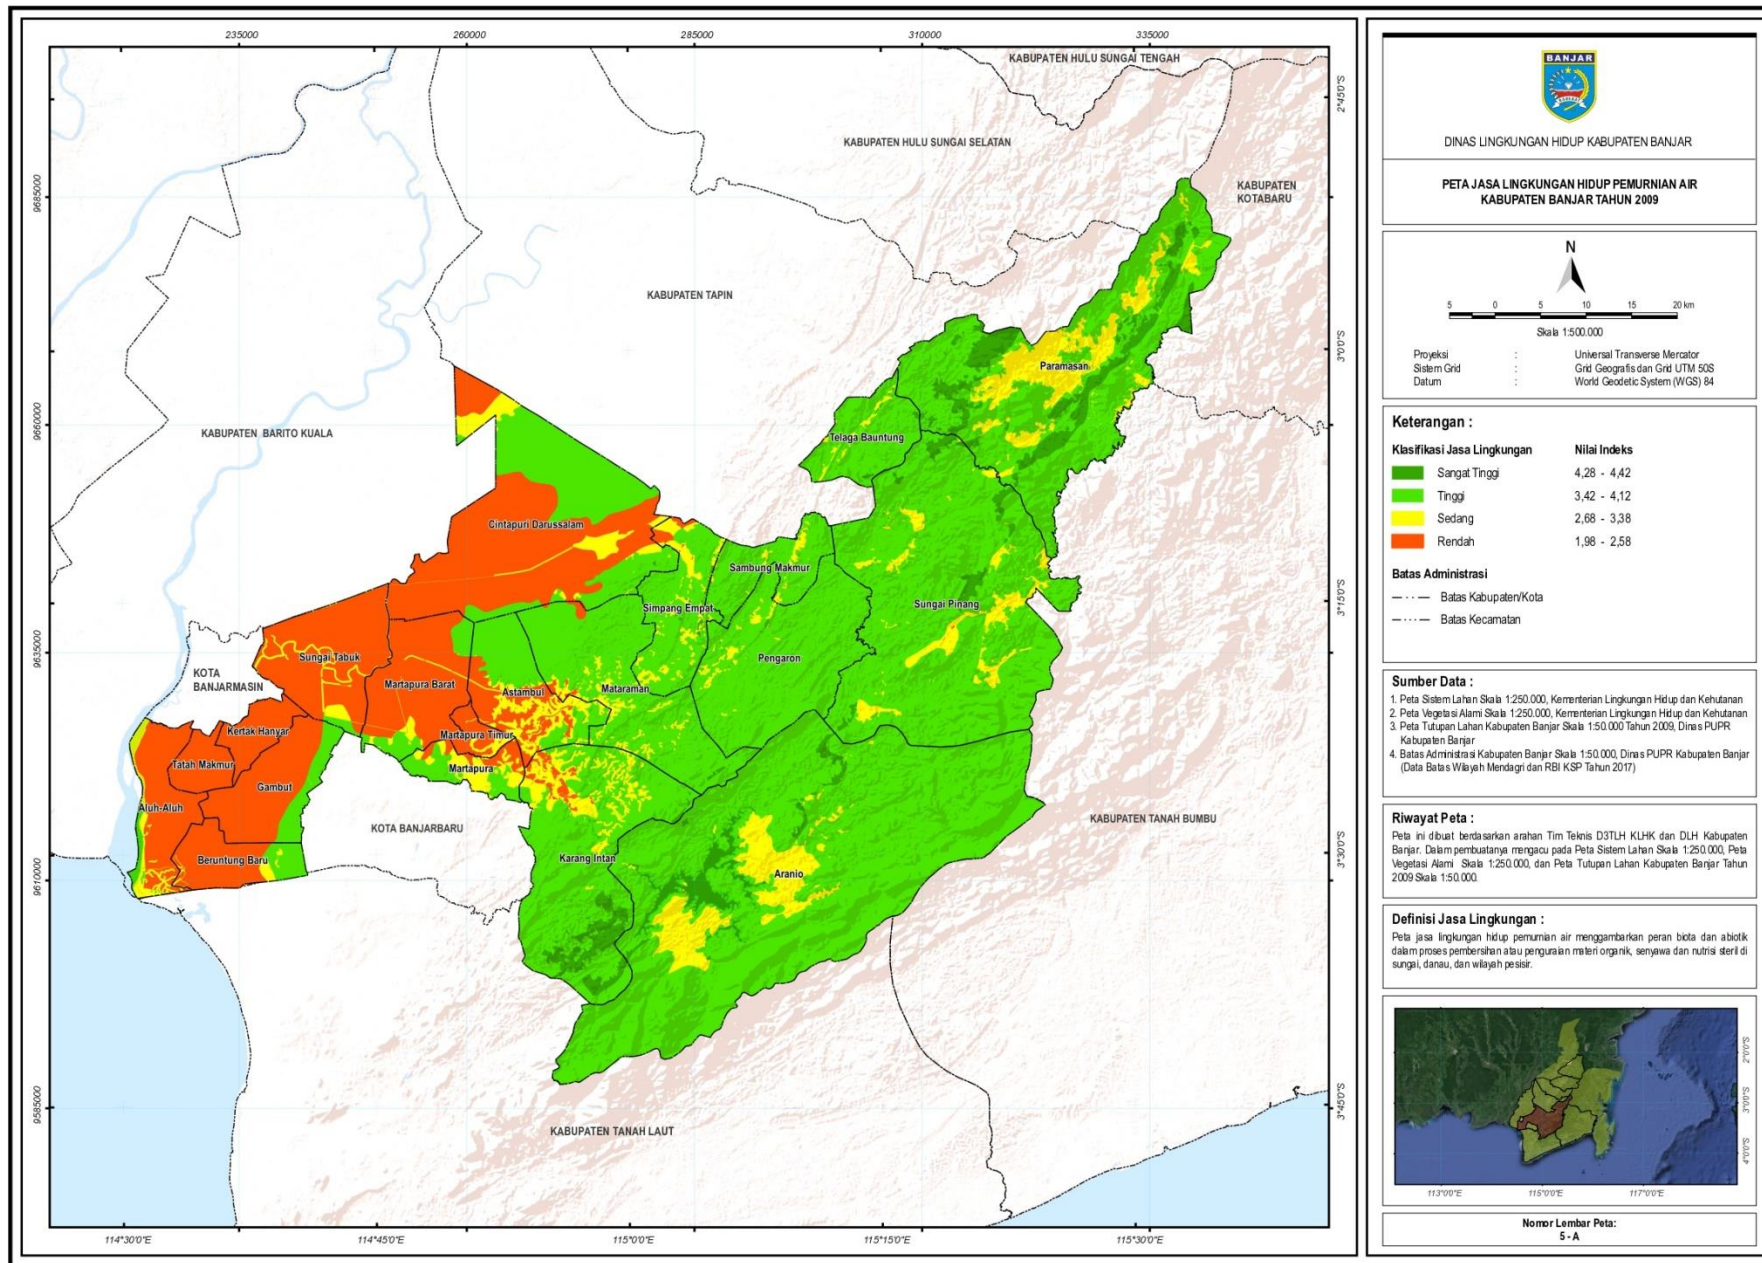 235000
260000
285000
310000
335000
KABUPATEN HULU SUNGAI TENGAH
KABUPATEN HULU SUNGAI SELATAN
KABUPATEN
KOTABARU
KABUPATEN TAPIN
KABUPATEN BARITO KUALA
Paramasan
Telaga Bauntung
Cintapuri Darussalam
Sambung Makmur
Simpang Empat
Sungai Pinang
Pengaron
Sungai Tabuk
KOTA
BANJARMASIN
Martapura Barat
Astambul
Mataraman
Kertak Hanyar
Martapura Timur
Tatah Makmur
Martapura
Gambut
Aluh-Aluh
KOTA BANJARBARU
KABUPATEN TANAH BUMBU
Beruntung Baru
Karang Intan
Aranio
KABUPATEN TANAH LAUT
9685000
9660000
9635000
9610000
9585000
2°45'0"S
3°0'0"S
3°15'0"S
3°30'0"S
3°45'0"S
114°30'0"E
114°45'0"E
115°0'0"E
115°15'0"E
115°30'0"E
BANJAR
DINAS LINGKUNGAN HIDUP KABUPATEN BANJAR
PETA JASA LINGKUNGAN HIDUP PEMURNIAN AIR
KABUPATEN BANJAR TAHUN 2009
N
5 0 5 10 15 20 km
Skala 1:500.000
Proyeksi : Universal Transverse Mercator
Sistem Grid : Grid Geografis dan Grid UTM 50S
Datum : World Geodetic System (WGS) 84
Keterangan :
Klasifikasi Jasa Lingkungan Nilai Indeks
Sangat Tinggi 4,28 - 4,42
Tinggi 3,42 - 4,12
Sedang 2,68 - 3,38
Rendah 1,98 - 2,58
Batas Administrasi
Batas Kabupaten/Kota
Batas Kecamatan
Sumber Data :
1. Peta Sistem Lahan Skala 1:250.000, Kementerian Lingkungan Hidup dan Kehutanan
2. Peta Vegetasi Alami Skala 1:250.000, Kementerian Lingkungan Hidup dan Kehutanan
3. Peta Tutupan Lahan Kabupaten Banjar Skala 1:50.000 Tahun 2009, Dinas PUPR
Kabupaten Banjar
4. Batas Administrasi Kabupaten Banjar Skala 1:50.000, Dinas PUPR Kabupaten Banjar
(Data Batas Wilayah Mendagri dan RBI KSP Tahun 2017)
Riwayat Peta :
Peta ini dibuat berdasarkan arahan Tim Teknis D3TLH KLHK dan DLH Kabupaten
Banjar. Dalam pembuatanya mengacu pada Peta Sistem Lahan Skala 1:250.000, Peta
Vegetasi Alami Skala 1:250.000, dan Peta Tutupan Lahan Kabupaten Banjar Tahun
2009 Skala 1:50.000.
Definisi Jasa Lingkungan :
Peta jasa lingkungan hidup pemurnian air menggambarkan peran biota dan abiotik
dalam proses pembersihan atau penguraian materi organik, senyawa dan nutrisi steril di
sungai, danau, dan wilayah pesisir.
2°0'0"S
3°0'0"S
4°0'0"S
113°0'0"E
115°0'0"E
117°0'0"E
Nomor Lembar Peta:
5 - A